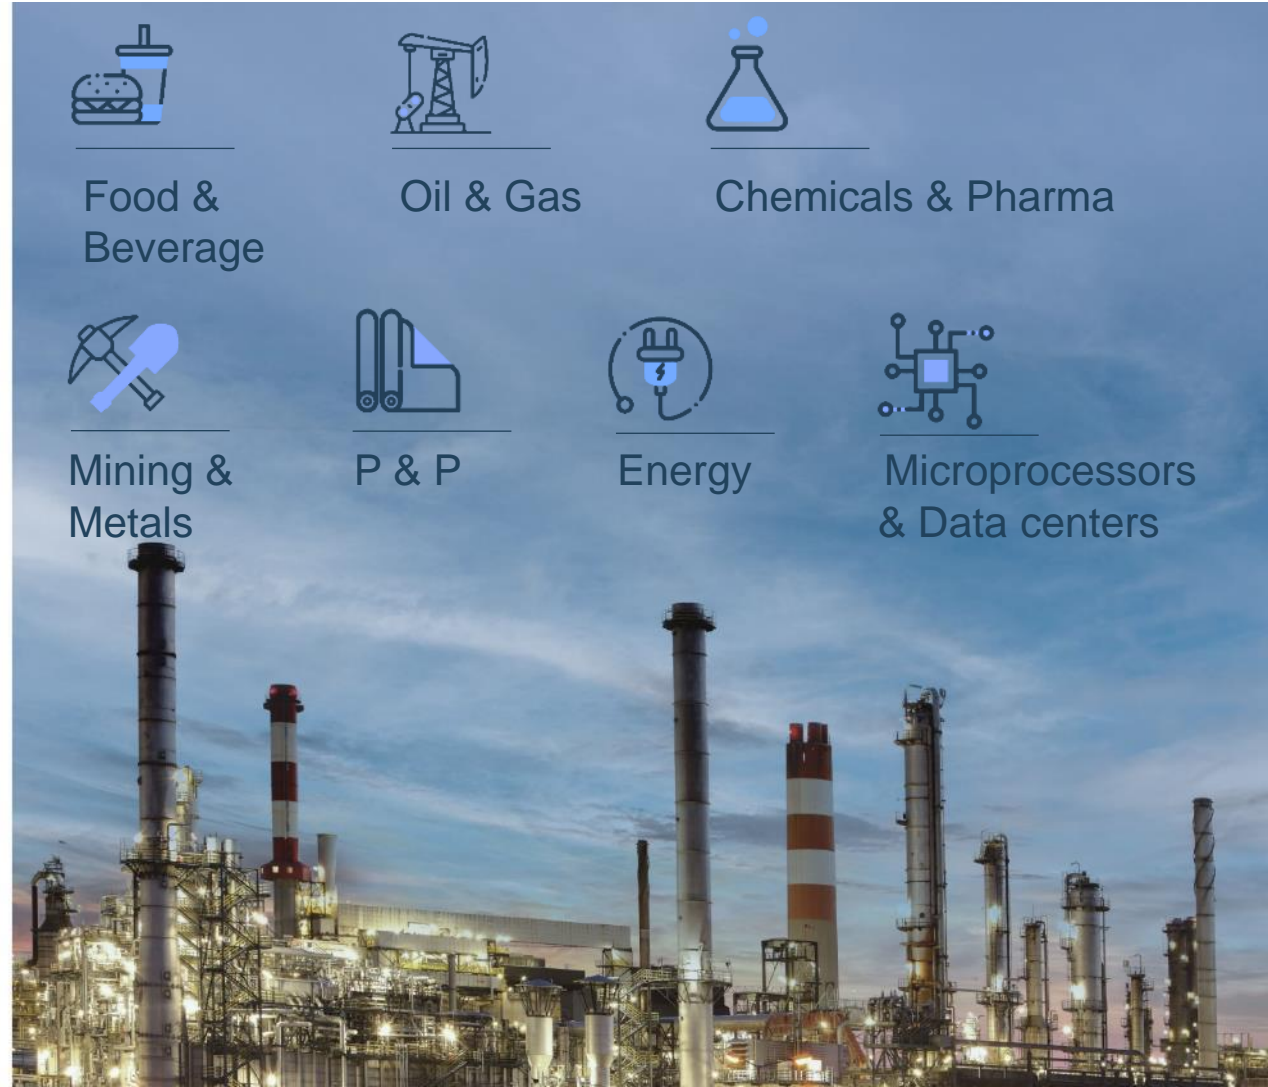 Food &
Beverage
Oil & Gas
Chemicals & Pharma
Mining &
Metals
P & P
Energy
Microprocessors
& Data centers